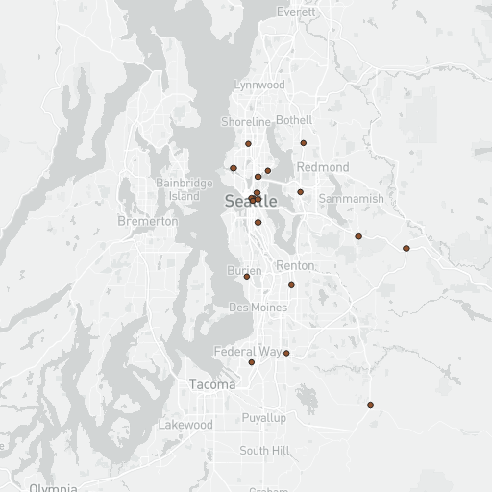 Everett
Lynnwood
Shoreline
Bothell
Redmond
Bainbridge
Island
Seattle
Sammamish
Bremerton
Renton
Burien
Des Moines
Federal Way
Tacoma
Puyallup
Lakewood
South Hill
Olympia
Graham